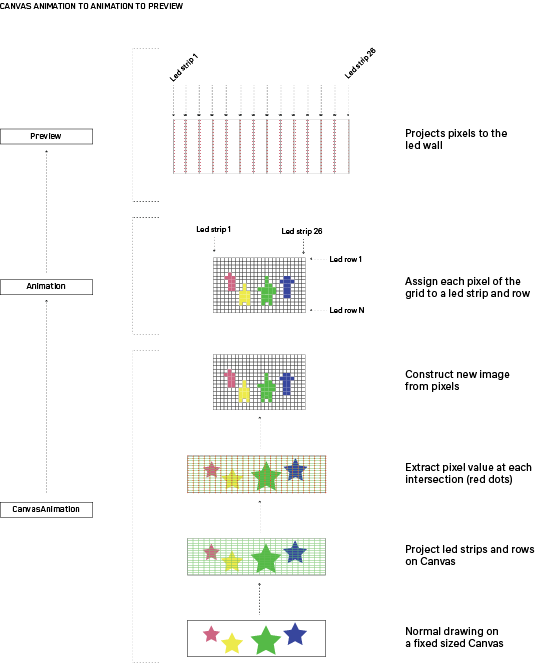 CANVAS ANIMATION TO ANIMATION TO PREVIEW
Led strip 1
Led strip 26
Preview
Projects pixels to the
led wall
Led strip 1
Led strip 26
Led row 1
Animation
Assign each pixel of the
grid to a led strip and row
Led row N
Construct new image
from pixels
Extract pixel value at each
intersection (red dots)
CanvasAnimation
Project led strips and rows
on Canvas
Normal drawing on
a fixed sized Canvas